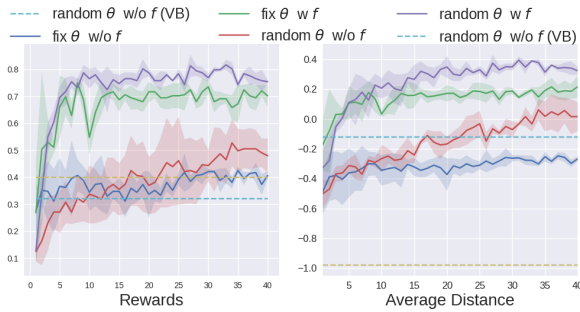 random θ w/o f (VB) fix θ w f random θ w f
fix θ w/o f random θ w/o f random θ w/o f (VB)
0.8
0.7
0.6
0.5
0.4
0.3
0.2
0.1
0 5 10 15 20 25 30 35 40
Rewards
0.4
0.2
0.0
−0.2
−0.4
−0.6
−0.8
−1.0
5 10 15 20 25 30 35 40
Average Distance